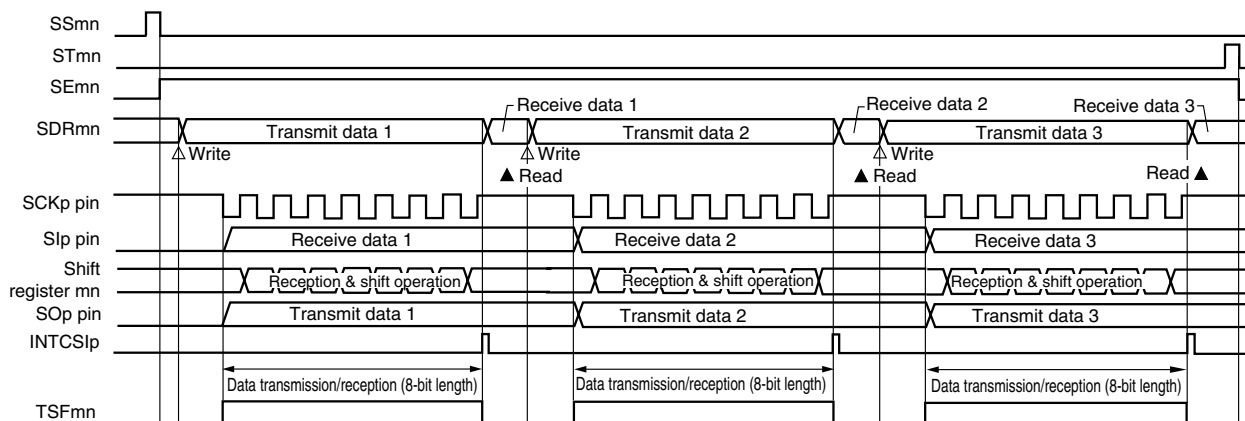 SSmn
STmn
SEmn
Receive data 1 Receive data 2 Receive data 3
SDRmn Transmit data 1 Transmit data 2 Transmit data 3
Write Write Write
▲ Read ▲ Read Read ▲
SCKp pin
SIp pin Receive data 1 Receive data 2 Receive data 3
Shift
register mn Reception & shift operation Reception & shift operation Reception & shift operation
SOp pin Transmit data 1 Transmit data 2 Transmit data 3
INTCSIp
Data transmission/reception (8-bit length) Data transmission/reception (8-bit length) Data transmission/reception (8-bit length)
TSFmn